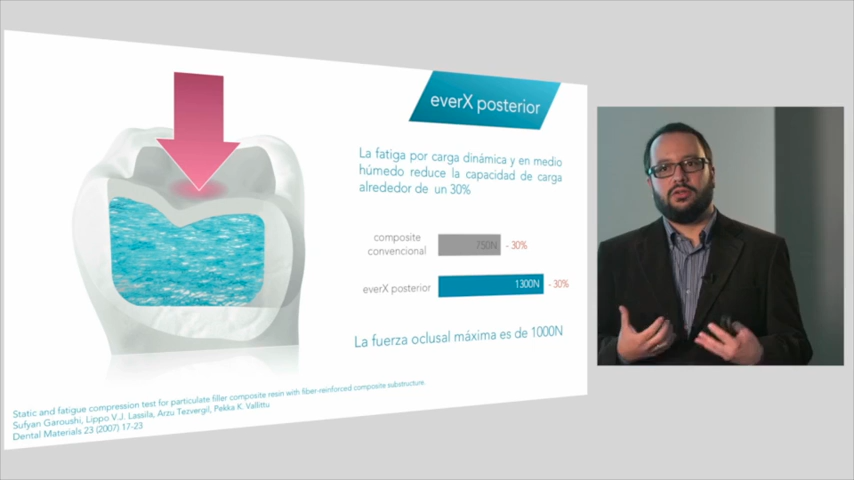 everX posterior
La fatiga por carga dinámica y en medio
húmedo reduce la capacidad de carga
alrededor de un 30%
composite
convencional
750N
- 30%
everX posterior
1300N
- 30%
La fuerza oclusal máxima es de 1000N
Static and fatigue compression test for particulate filler composite resin with fiber-reinforced composite substructure.
Sufyan Garoushi, Lippo V.J. Lassila, Arzu Tezvergil, Pekka K. Vallittu
Dental Materials 23 (2007) 17-23